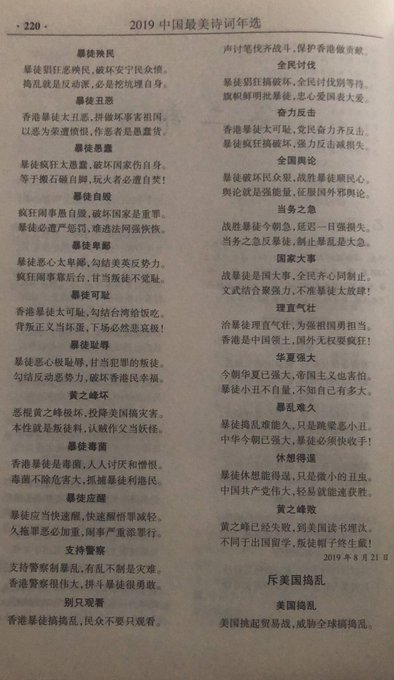 ·220·
2019 中国最美诗词年选
暴徒殃民
暴徒猖狂恶殃民,破坏安宁民众愤。
捣乱就是反动派,必是挖坑埋自身。
暴徒丑恶
香港暴徒太丑恶,拼做坏事害祖国。
以恶为荣遭愤恨,作恶者是愚蠢货。
暴徒愚蠢
暴徒疯狂太愚蠢,破坏国家伤自身。
等于搬石砸自脚,玩火者必遭自焚!
暴徒自毁
疯狂闹事愚自毁,破坏国家是重罪。
暴徒必遭严惩罚,难逃法网强恢恢。
暴徒卑鄙
暴徒恶心太卑鄙,勾结美英反势力。
疯狂闹事靠后台,甘当叛徒不觉耻。
暴徒可耻
香港暴徒太可耻,勾结台湾给饭吃。
背叛正义当坏蛋,下场必然悲哀极!
暴徒耻辱
暴徒恶心极耻辱,甘当犯罪的叛徒。
勾结反动恶势力,破坏香港民幸福。
黄之峰坏
恶棍黄之峰极坏,投降美国搞灾害。
本性就是叛徒料,认贼作父当妖怪。
暴徒毒菌
香港暴徒是毒菌,人人讨厌和憎恨。
毒菌不除危害大,抓捕暴徒利港民。
暴徒应醒
暴徒应当快速醒,快速醒悟罪减轻。
久拖罪恶必加重,闹事严重添罪行。
支持警察
支持警察制暴乱,有乱不制是灾难。
香港警察很伟大,拼斗暴徒很勇敢。
别只观看
香港暴徒搞捣乱,民众不要只观看。
声讨笔伐齐战斗,保护香港做贡献。
全民讨伐
暴徒猖狂搞破坏,全民讨伐别等待。
旗帜鲜明批暴徒,忠心爱国表大爱。
奋力反击
香港暴徒太可耻,党民奋力齐反击。
暴徒疯狂搞破坏,强力反击减损失。
全国舆论
暴徒破坏民众狠,战胜暴徒顺民心。
舆论就是强能量,征服国外邪舆论。
当务之急
战胜暴徒今朝急,延迟一日强损失。
当务之急反暴徒,制止暴乱是大急。
国家大事
战暴徒是国大事,全民齐心同制止。
文武结合聚强力,不准暴徒太放肆!
理直气壮
治暴徒理直气壮,为强祖国勇担当。
香港是中国领土,国外无权耍疯狂!
华夏强大
今朝华夏已强大,帝国主义也害怕。
暴徒小丑不自量,不知自己有多大。
暴乱难久
暴徒捣乱难能久,只是跳梁恶小丑。
中华今朝已强大,暴徒必须快收手!
休想得逞
暴徒休想能得逞,只是微小的丑虫。
中国共产党伟大,轻易就能速获胜。
黄之峰败
黄之峰已经失败,到美国读书埋汰。
不同于出国留学,叛徒帽子终生戴!
2019 年 8 月 21 日
斥美国捣乱
美国捣乱
美国挑起贸易战,威胁全球搞捣乱。